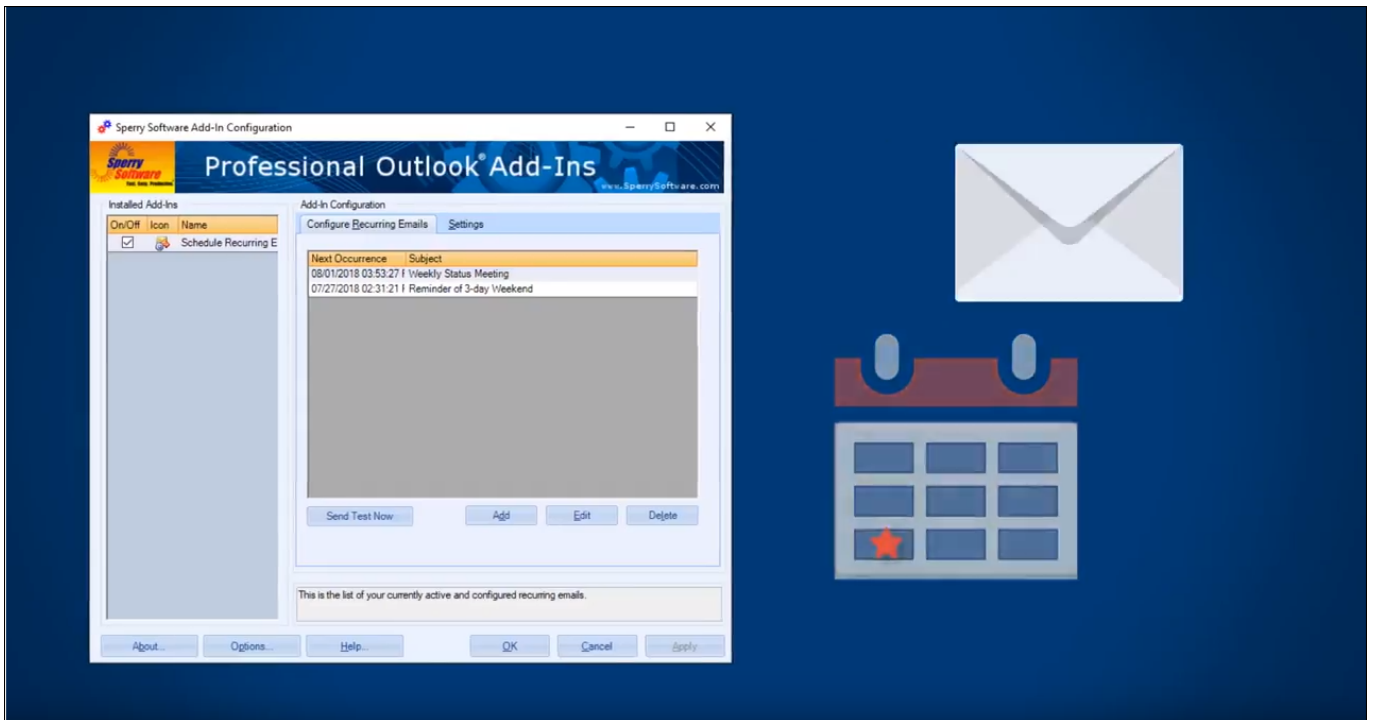 Sperry Software Add-In Configuration
Sperry
Software
Fast. Easy. Productive.
Professional Outlook® Add-Ins
www.SperrySoftware.com
Installed Add-Ins
On/Off Icon Name
Schedule Recurring E
Add-In Configuration
Configure Recurring Emails Settings
Next Occurrence Subject
08/01/2018 03:53:27 Weekly Status Meeting
07/27/2018 02:31:21 Reminder of 3-day Weekend
Send Test Now Add Edit Delete
This is the list of your currently active and configured recurring emails.
About... Options... Help... OK Cancel Apply